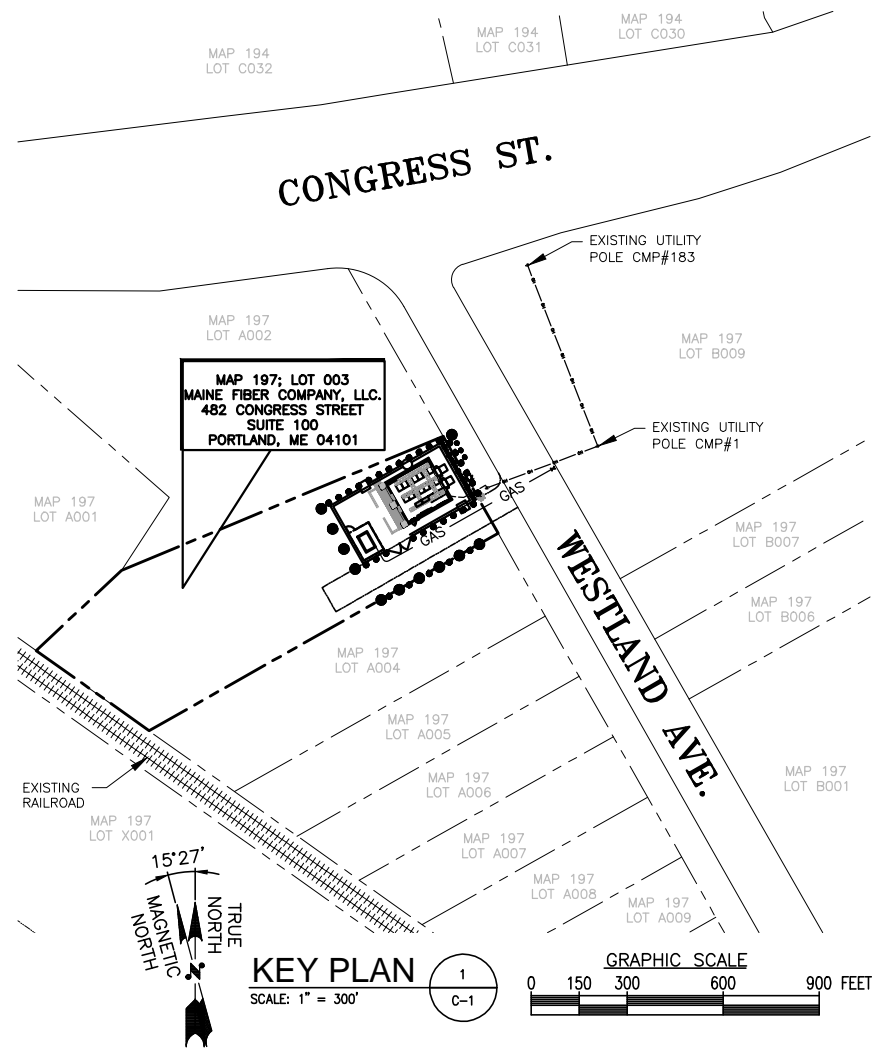 MAP 194
LOT C032
MAP 194
LOT C031
MAP 194
LOT C030
CONGRESS ST.
EXISTING UTILITY
POLE CMP#183
MAP 197
LOT A002
MAP 197
LOT B009
MAP 197; LOT 003
MAINE FIBER COMPANY, LLC.
482 CONGRESS STREET
SUITE 100
PORTLAND, ME 04101
EXISTING UTILITY
POLE CMP#1
MAP 197
LOT A001
GAS
GAS
MAP 197
LOT B007
WESTLAND AVE.
MAP 197
LOT B006
MAP 197
LOT A004
MAP 197
LOT A005
MAP 197
LOT A006
MAP 197
LOT B001
EXISTING
RAILROAD
MAP 197
LOT X001
MAP 197
LOT A007
MAP 197
LOT A008
MAP 197
LOT A009
15°27'
TRUE
NORTH
MAGNETIC
NORTH
N
KEY PLAN
SCALE: 1" = 300'
1
C-1
GRAPHIC SCALE
0 150 300 600 900 FEET